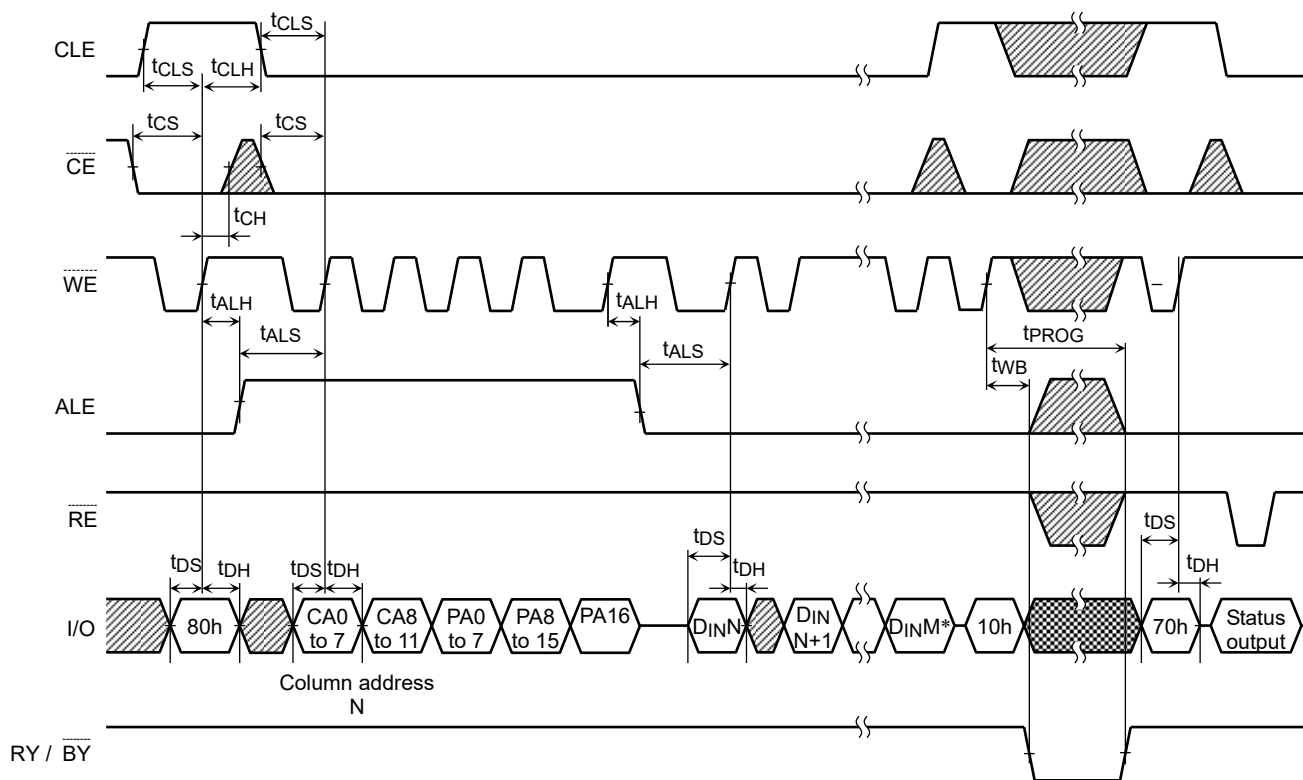 tCLS
CLE
tCLS tCLH
tCS tCS
CE
tCH
WE
tALH tALH
tALS tALS tPROG
tWB
ALE
RE
tDS tDH tDS tDH tDS tDH tDS tDH
I/O 80h CA0 to 7 CA8 to 11 PA0 to 7 PA8 to 15 PA16 DINN DIN N+1 DINM* 10h 70h Status output
Column address
N
RY / BY